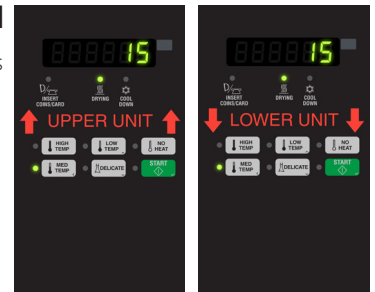 15
INSERT
COINS/CARD
DRYING
COOL
DOWN
UPPER UNIT
HIGH
TEMP
LOW
TEMP
NO
HEAT
MED
TEMP
DELICATE
START
15
INSERT
COINS/CARD
DRYING
COOL
DOWN
LOWER UNIT
HIGH
TEMP
LOW
TEMP
NO
HEAT
MED
TEMP
DELICATE
START